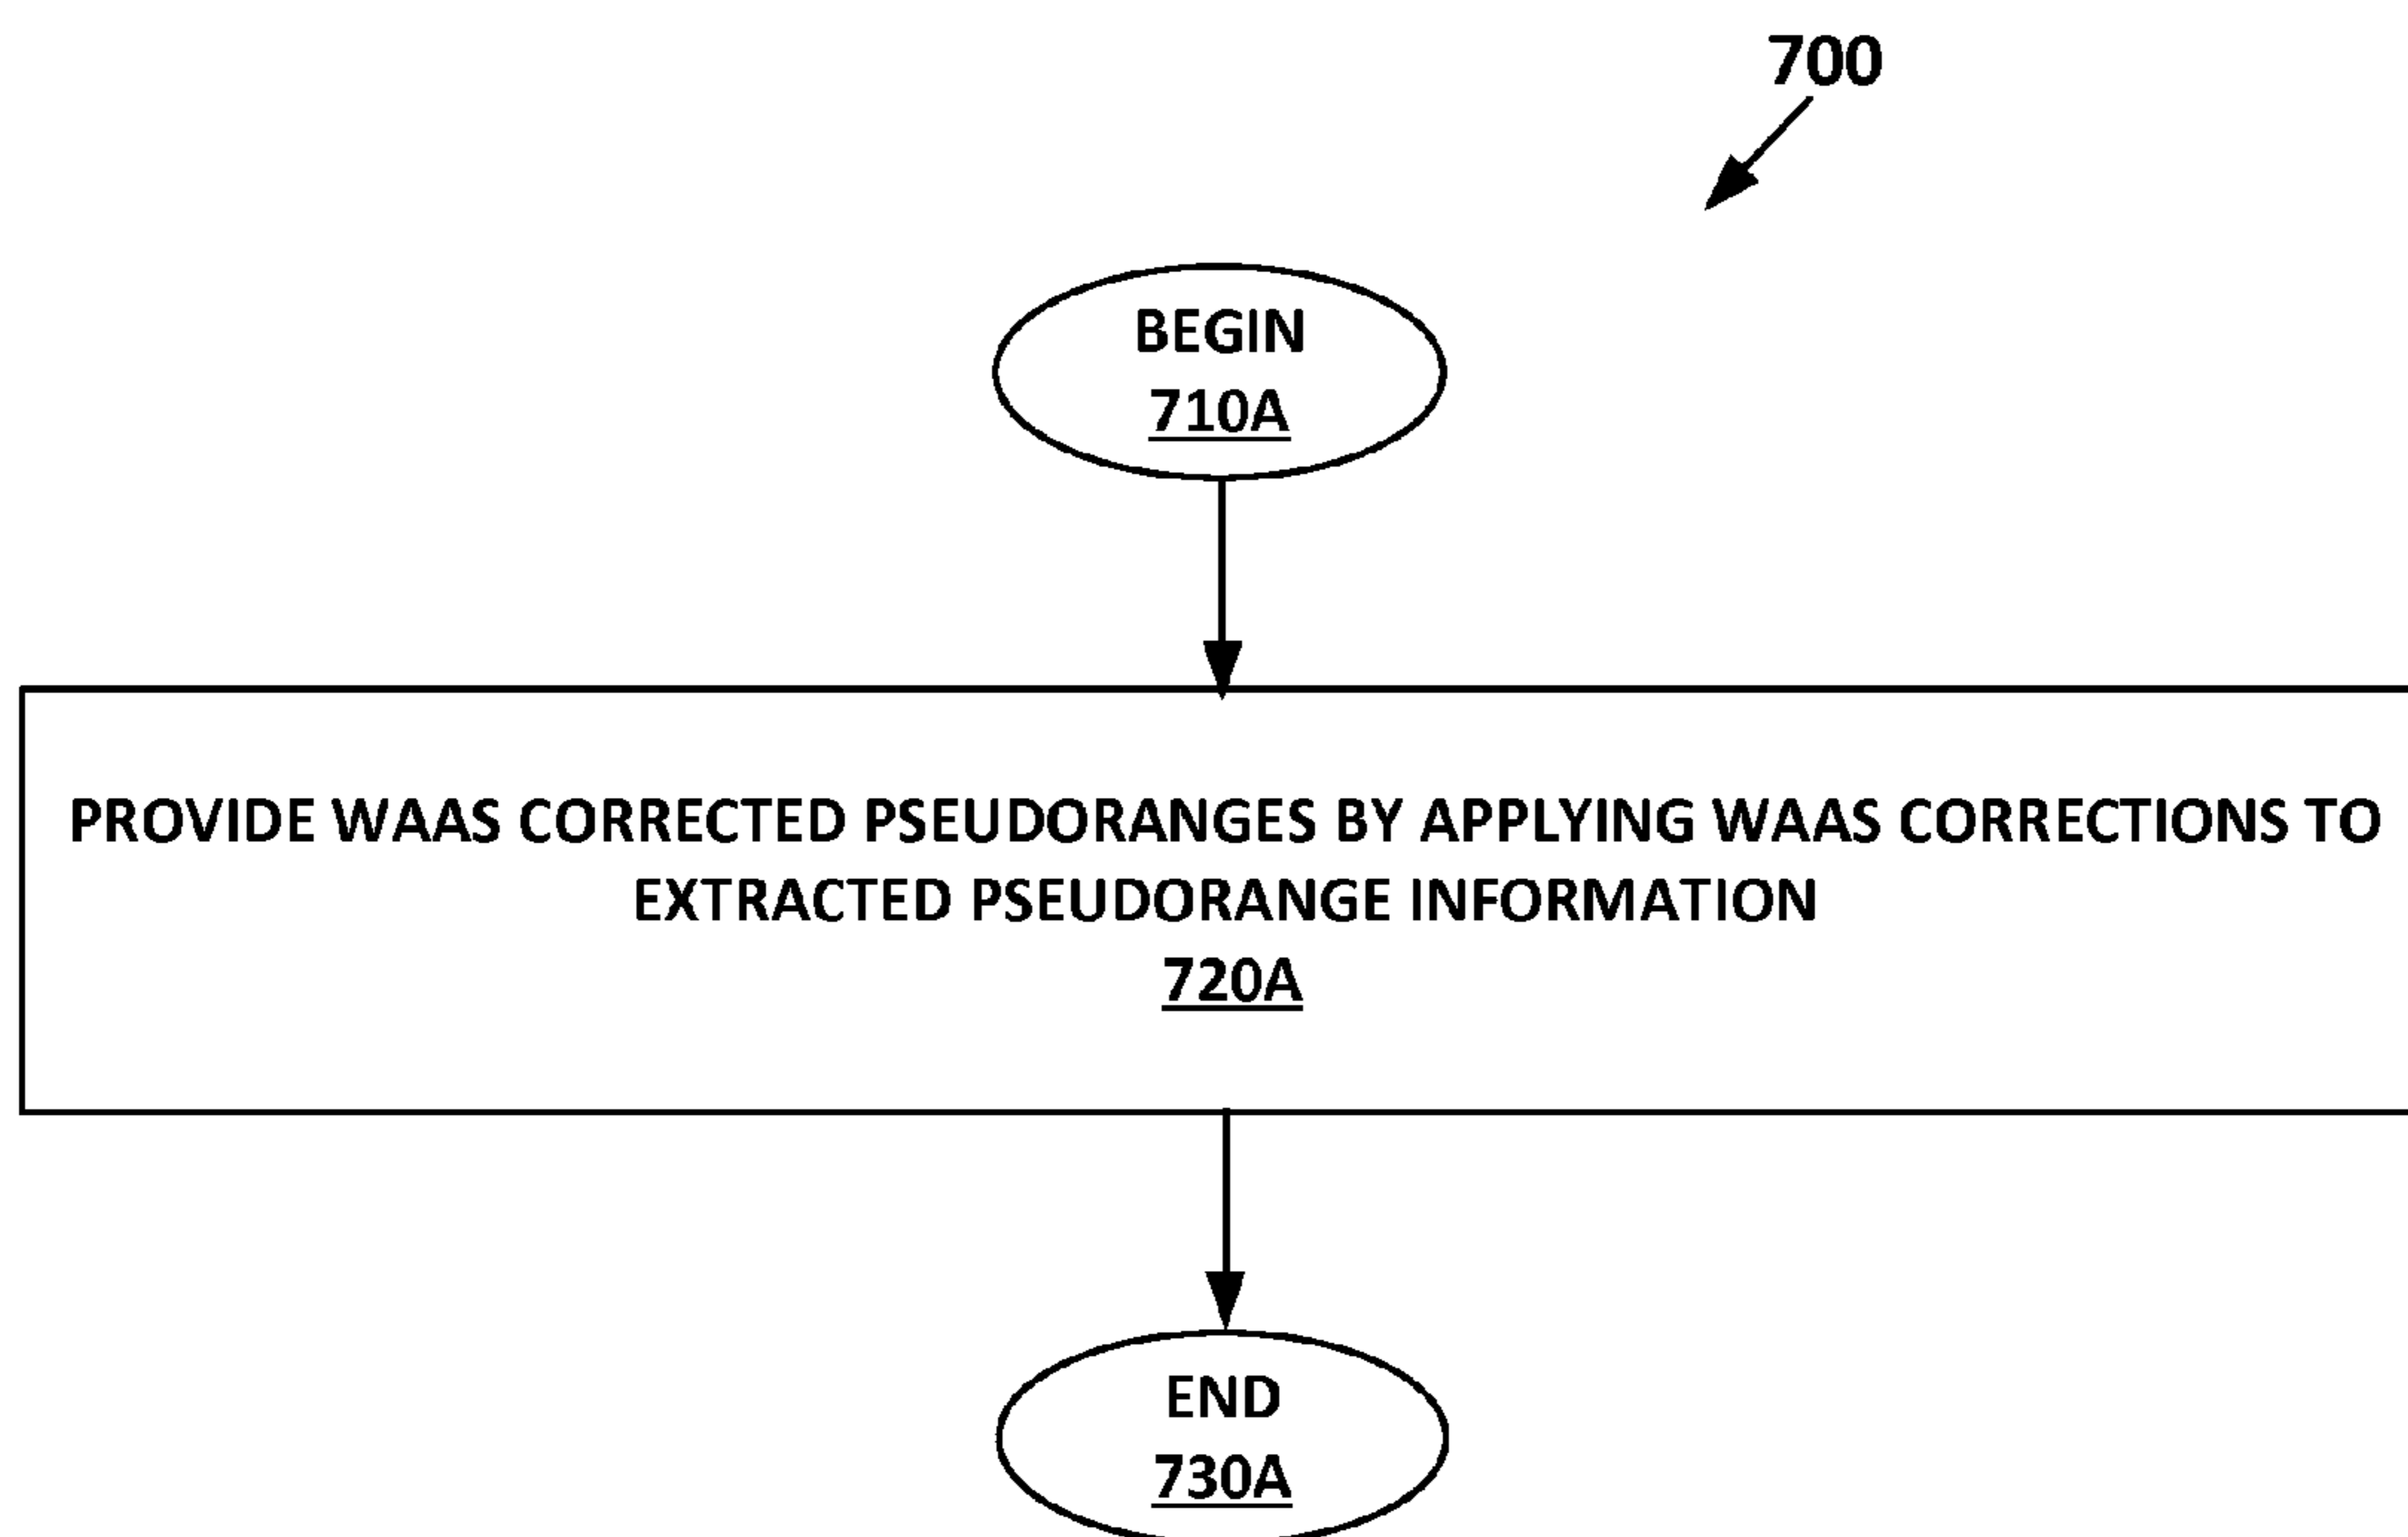 700
BEGIN
710A
PROVIDE WAAS CORRECTED PSEUDORANGES BY APPLYING WAAS CORRECTIONS TO
EXTRACTED PSEUDORANGE INFORMATION
720A
END
730A